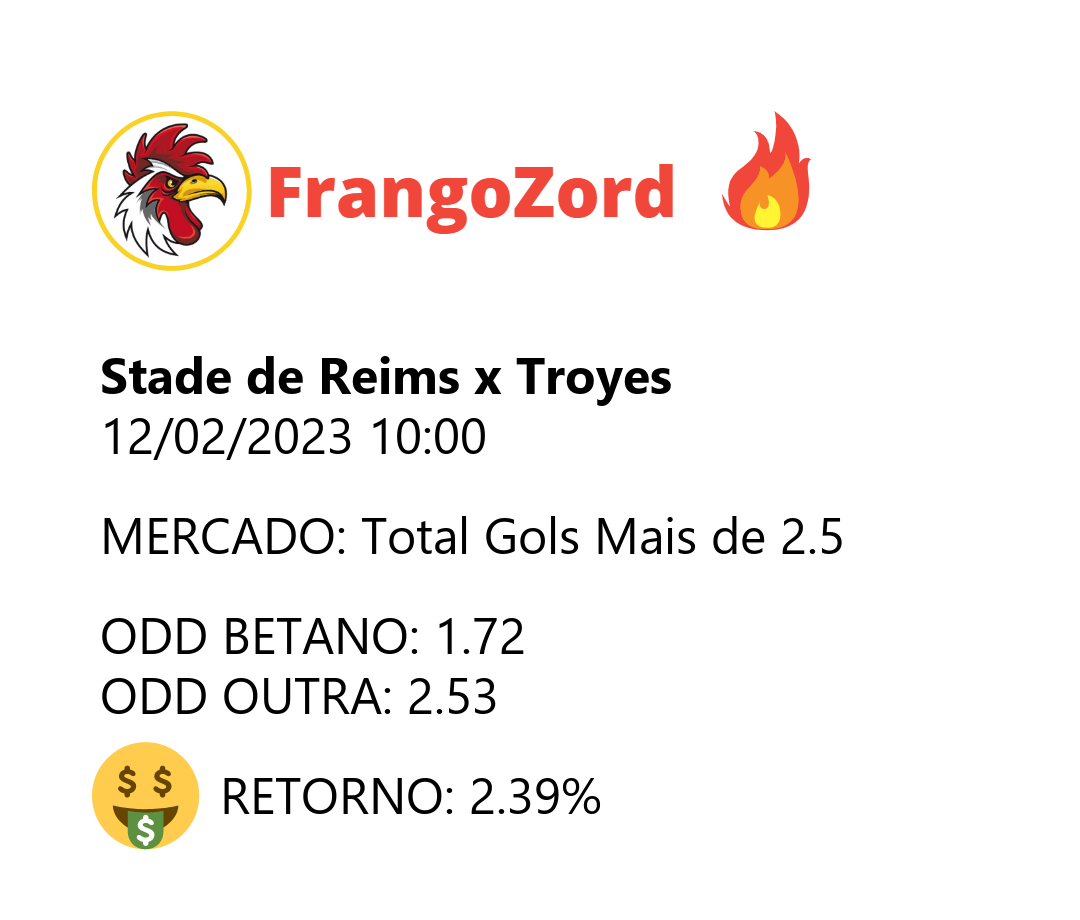 FrangoZord
Stade de Reims x Troyes
12/02/2023 10:00
MERCADO: Total Gols Mais de 2.5
ODD BETANO: 1.72
ODD OUTRA: 2.53
RETORNO: 2.39%